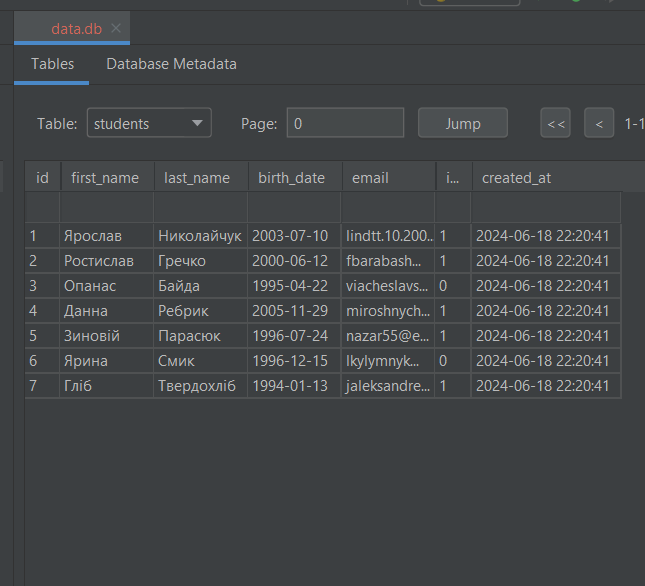 data.db
Tables Database Metadata
Table: students Page: 0 Jump << < 1-1
id first_name last_name birth_date email i... created_at
1 Ярослав Николайчук 2003-07-10 lindtt.10.200... 1 2024-06-18 22:20:41
2 Ростислав Гречко 2000-06-12 fbarabash... 1 2024-06-18 22:20:41
3 Опанас Байда 1995-04-22 viacheslavs... 0 2024-06-18 22:20:41
4 Данна Ребрик 2005-11-29 miroshnych... 1 2024-06-18 22:20:41
5 Зиновій Парасюк 1996-07-24 nazar55@e... 1 2024-06-18 22:20:41
6 Ярина Смик 1996-12-15 lkylymnyk... 0 2024-06-18 22:20:41
7 Гліб Твердохліб 1994-01-13 jaleksandre... 1 2024-06-18 22:20:41